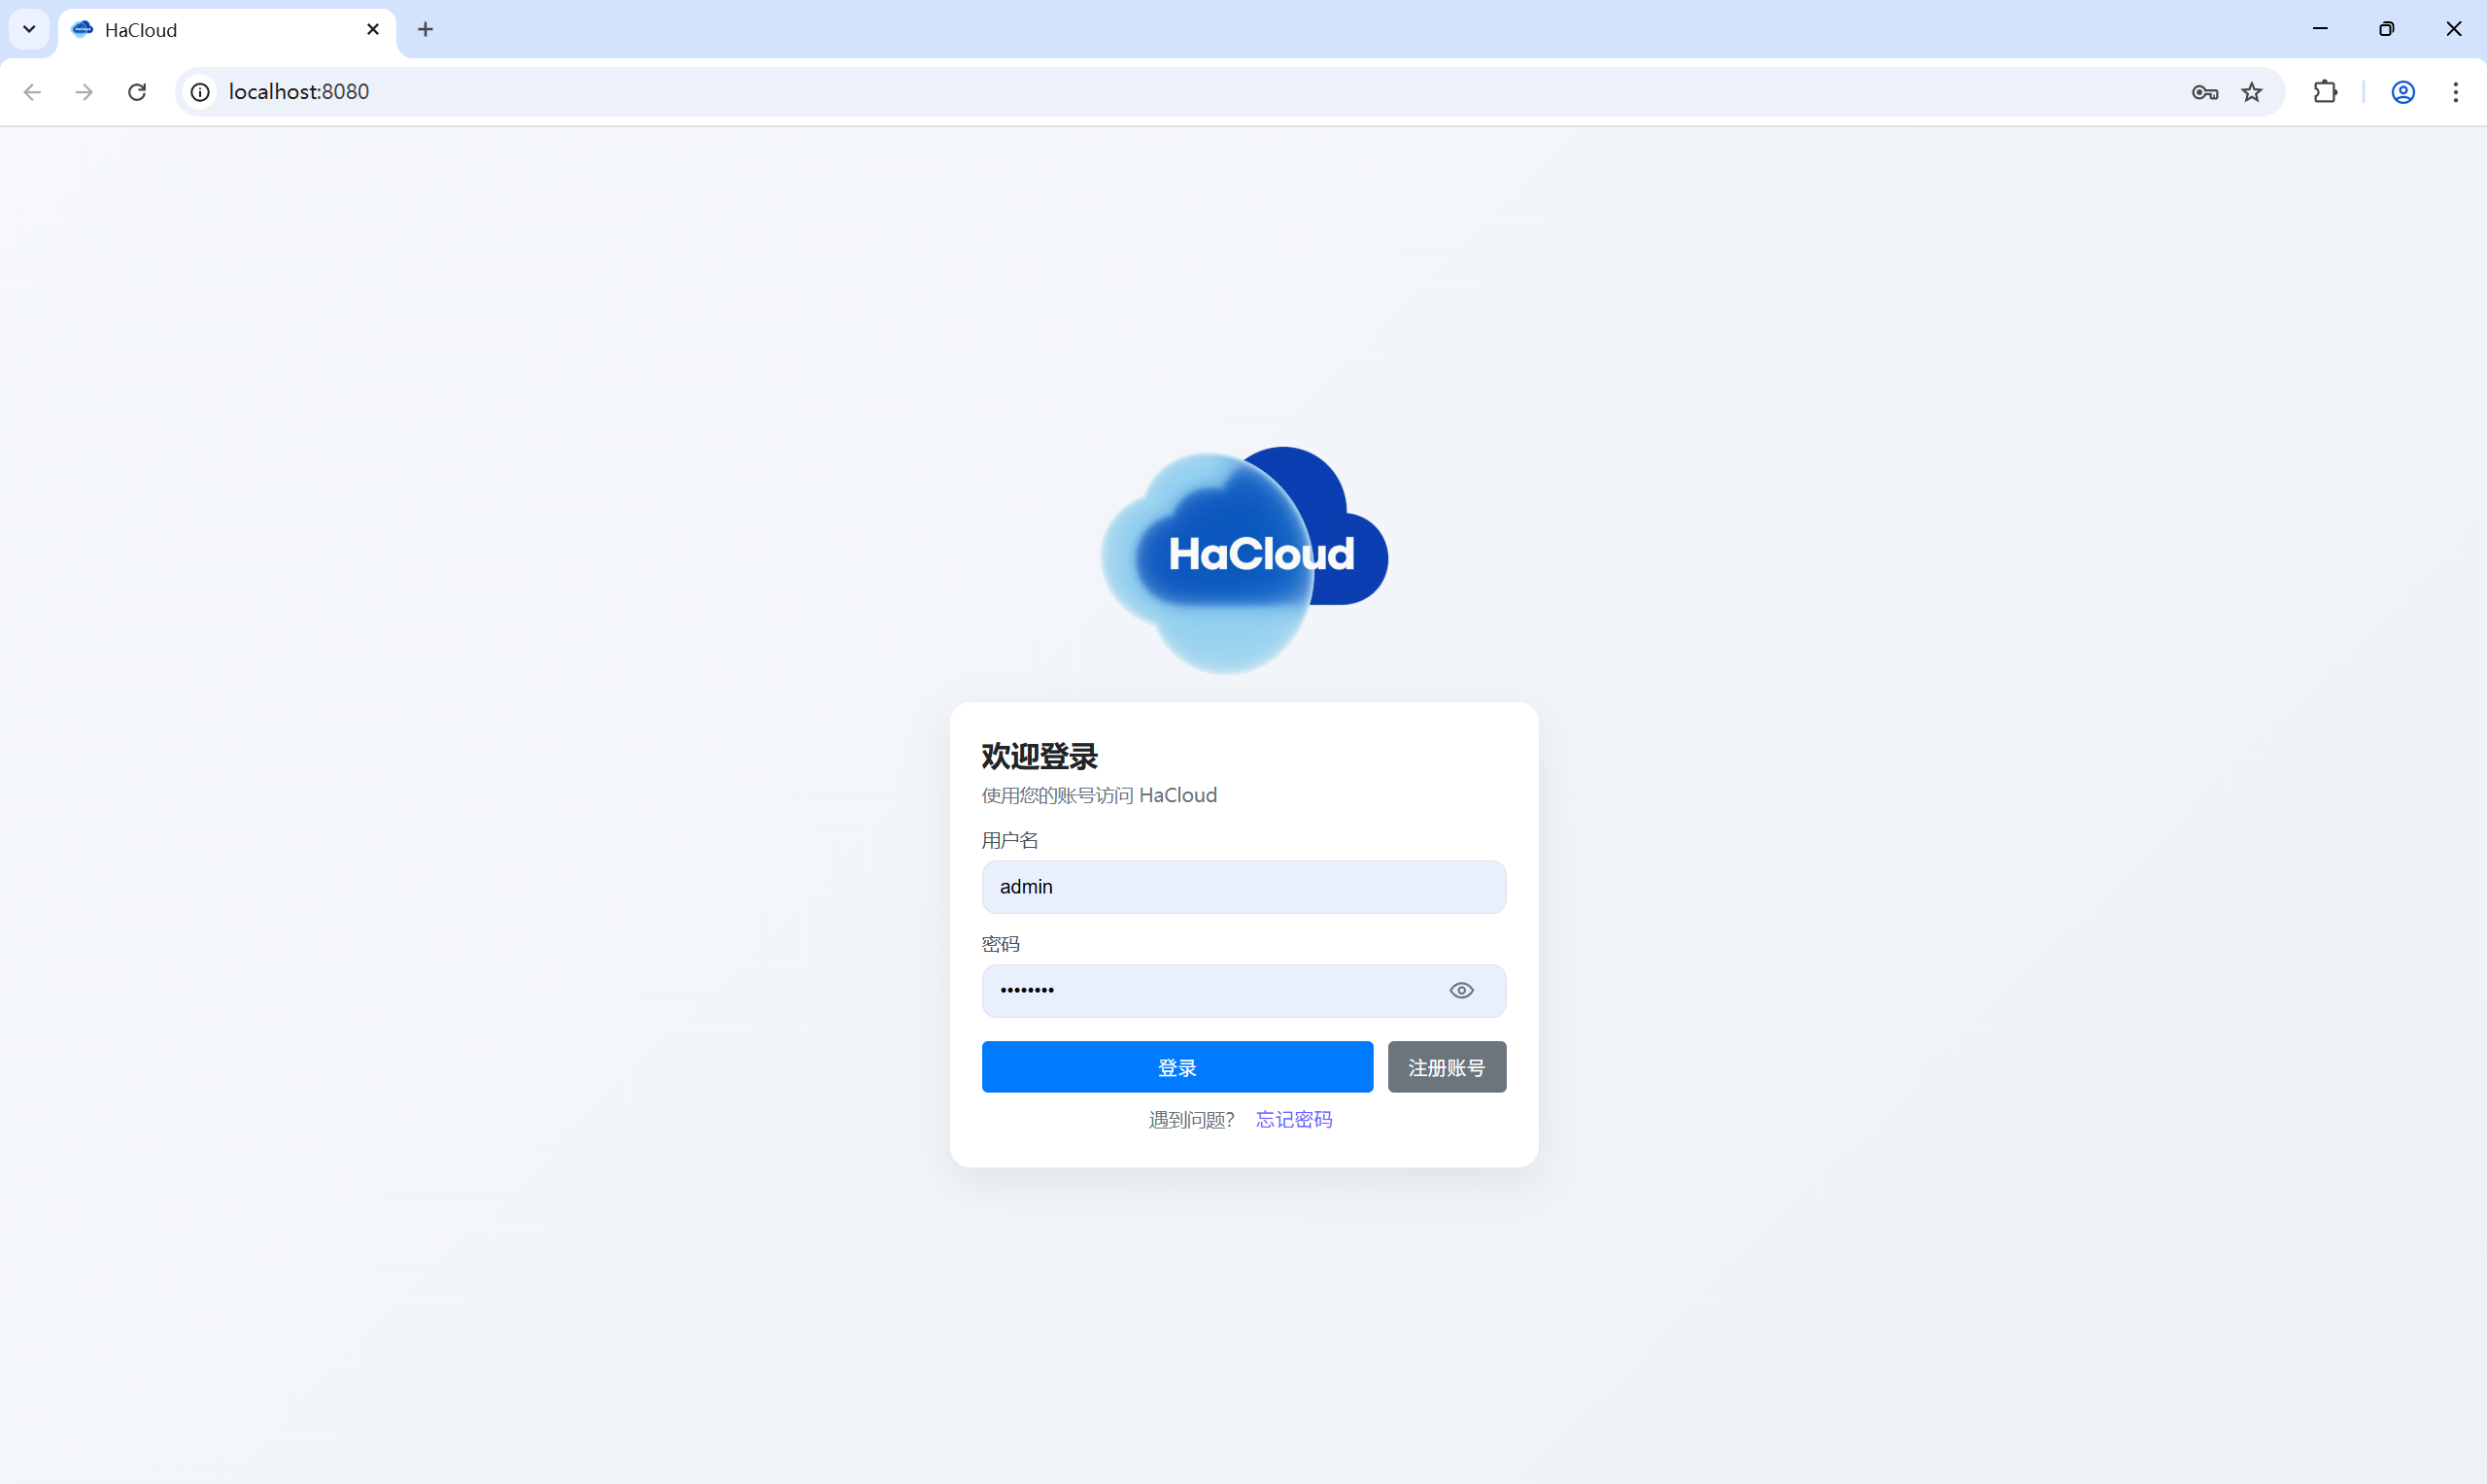 HaCloud
localhost:8080
HaCloud
欢迎登录
使用您的账号访问 HaCloud
用户名
admin
密码
••••••••
登录 注册账号
遇到问题? 忘记密码